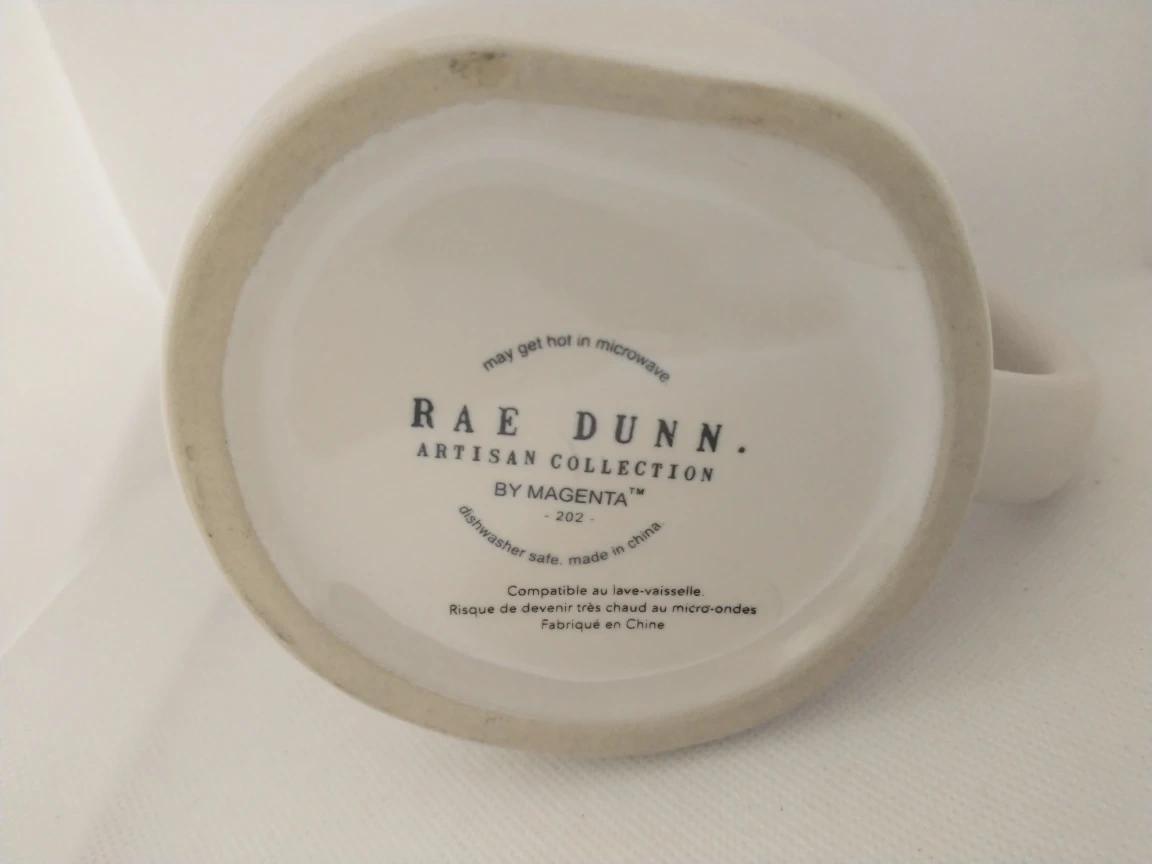 may get hot in microwave.
RAE DUNN.
ARTISAN COLLECTION
BY MAGENTA™
- 202 -
dishwasher safe. made in china.
Compatible au lave-vaisselle.
Risque de devenir très chaud au micro-ondes
Fabriqué en Chine